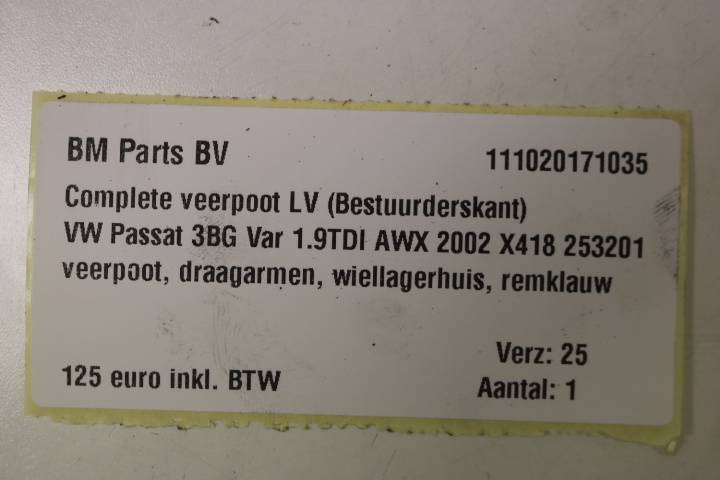 BM Parts BV 111020171035
Complete veerpoot LV (Bestuurderskant)
VW Passat 3BG Var 1.9TDI AWX 2002 X418 253201
veerpoot, draagarmen, wiellagerhuis, remklauw
Verz: 25
125 euro inkl. BTW Aantal: 1